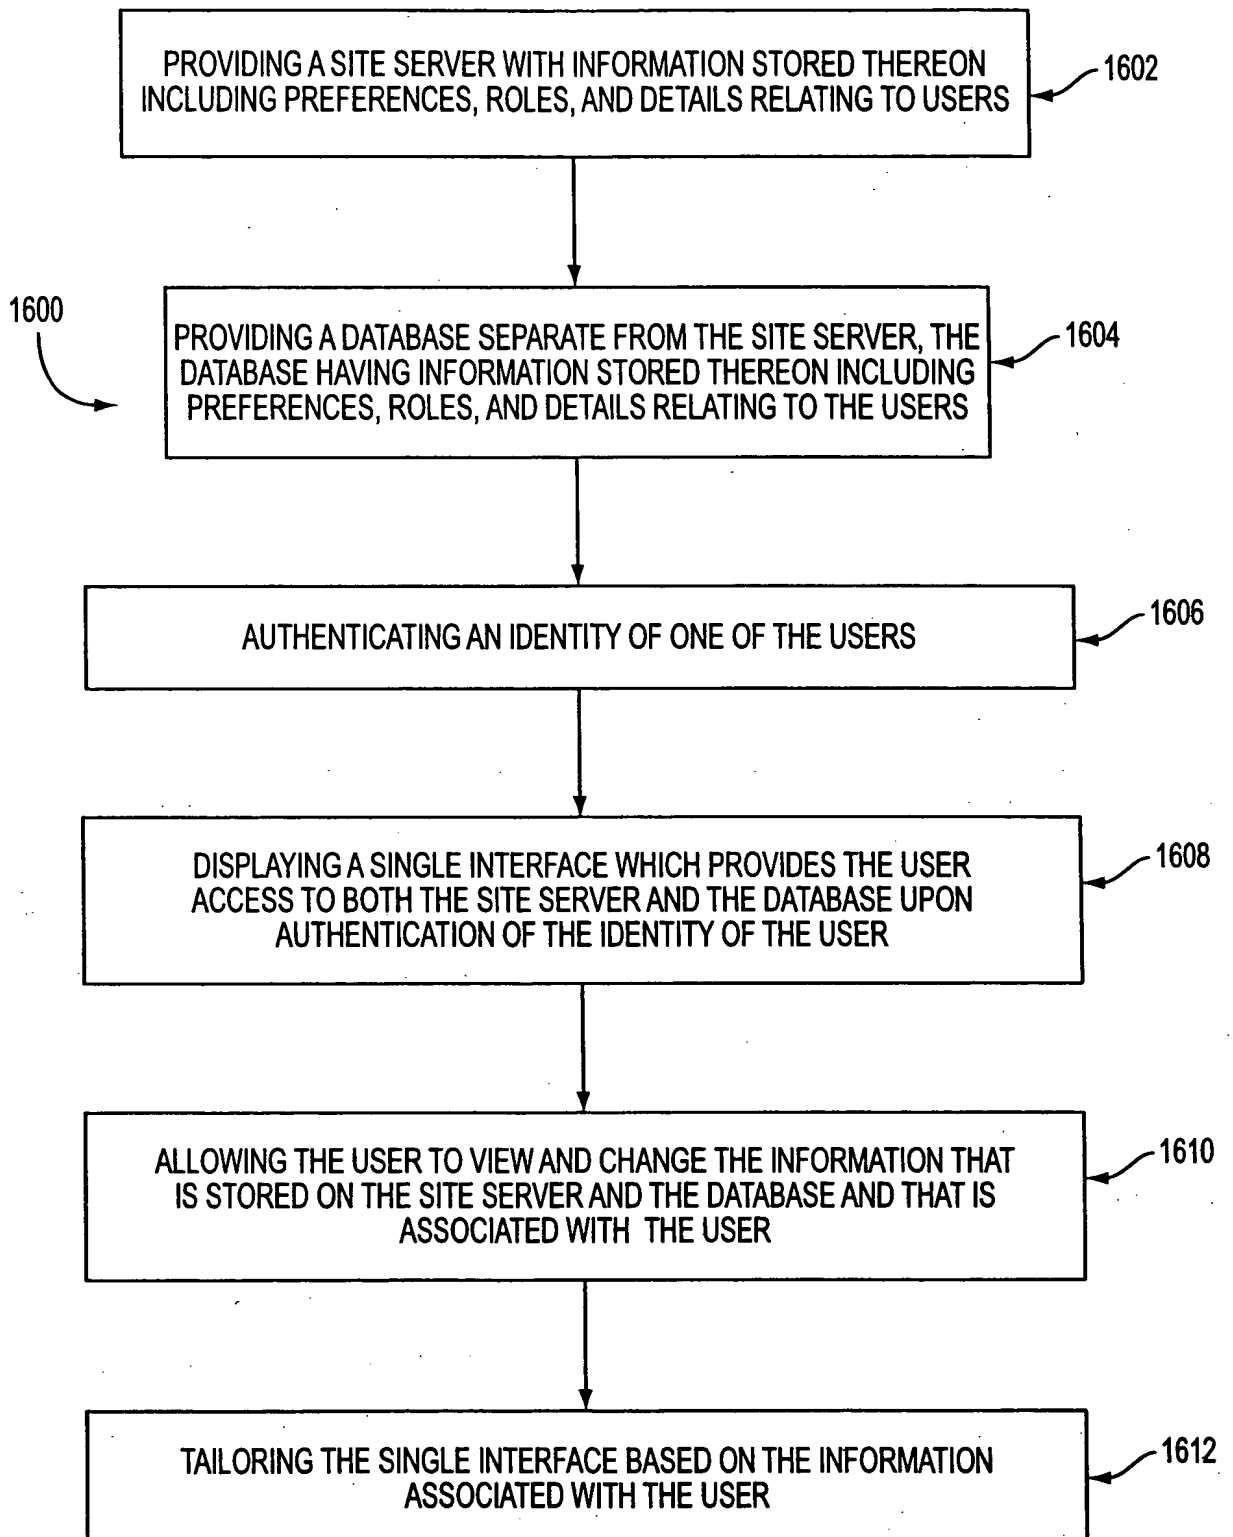 PROVIDING A SITE SERVER WITH INFORMATION STORED THEREON
INCLUDING PREFERENCES, ROLES, AND DETAILS RELATING TO USERS
1602
1600
PROVIDING A DATABASE SEPARATE FROM THE SITE SERVER, THE
DATABASE HAVING INFORMATION STORED THEREON INCLUDING
PREFERENCES, ROLES, AND DETAILS RELATING TO THE USERS
1604
AUTHENTICATING AN IDENTITY OF ONE OF THE USERS
1606
DISPLAYING A SINGLE INTERFACE WHICH PROVIDES THE USER
ACCESS TO BOTH THE SITE SERVER AND THE DATABASE UPON
AUTHENTICATION OF THE IDENTITY OF THE USER
1608
ALLOWING THE USER TO VIEW AND CHANGE THE INFORMATION THAT
IS STORED ON THE SITE SERVER AND THE DATABASE AND THAT IS
ASSOCIATED WITH THE USER
1610
TAILORING THE SINGLE INTERFACE BASED ON THE INFORMATION
ASSOCIATED WITH THE USER
1612